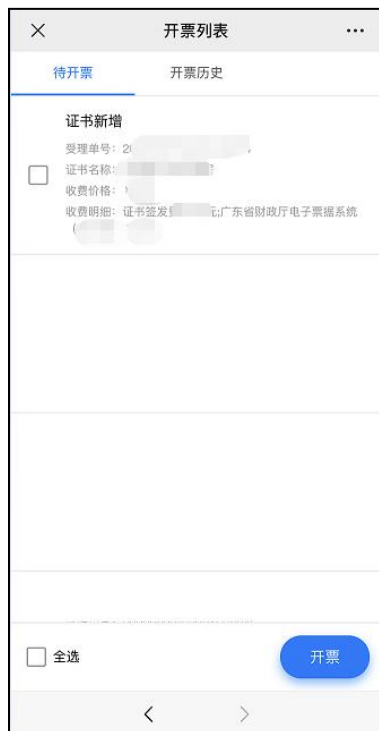 开票列表
待开票 开票历史
证书新增
受理单号：2
证书名称：
收费价格：
收费明细：证书签发 元;广东省财政厅电子票据系统
(
全选 开票